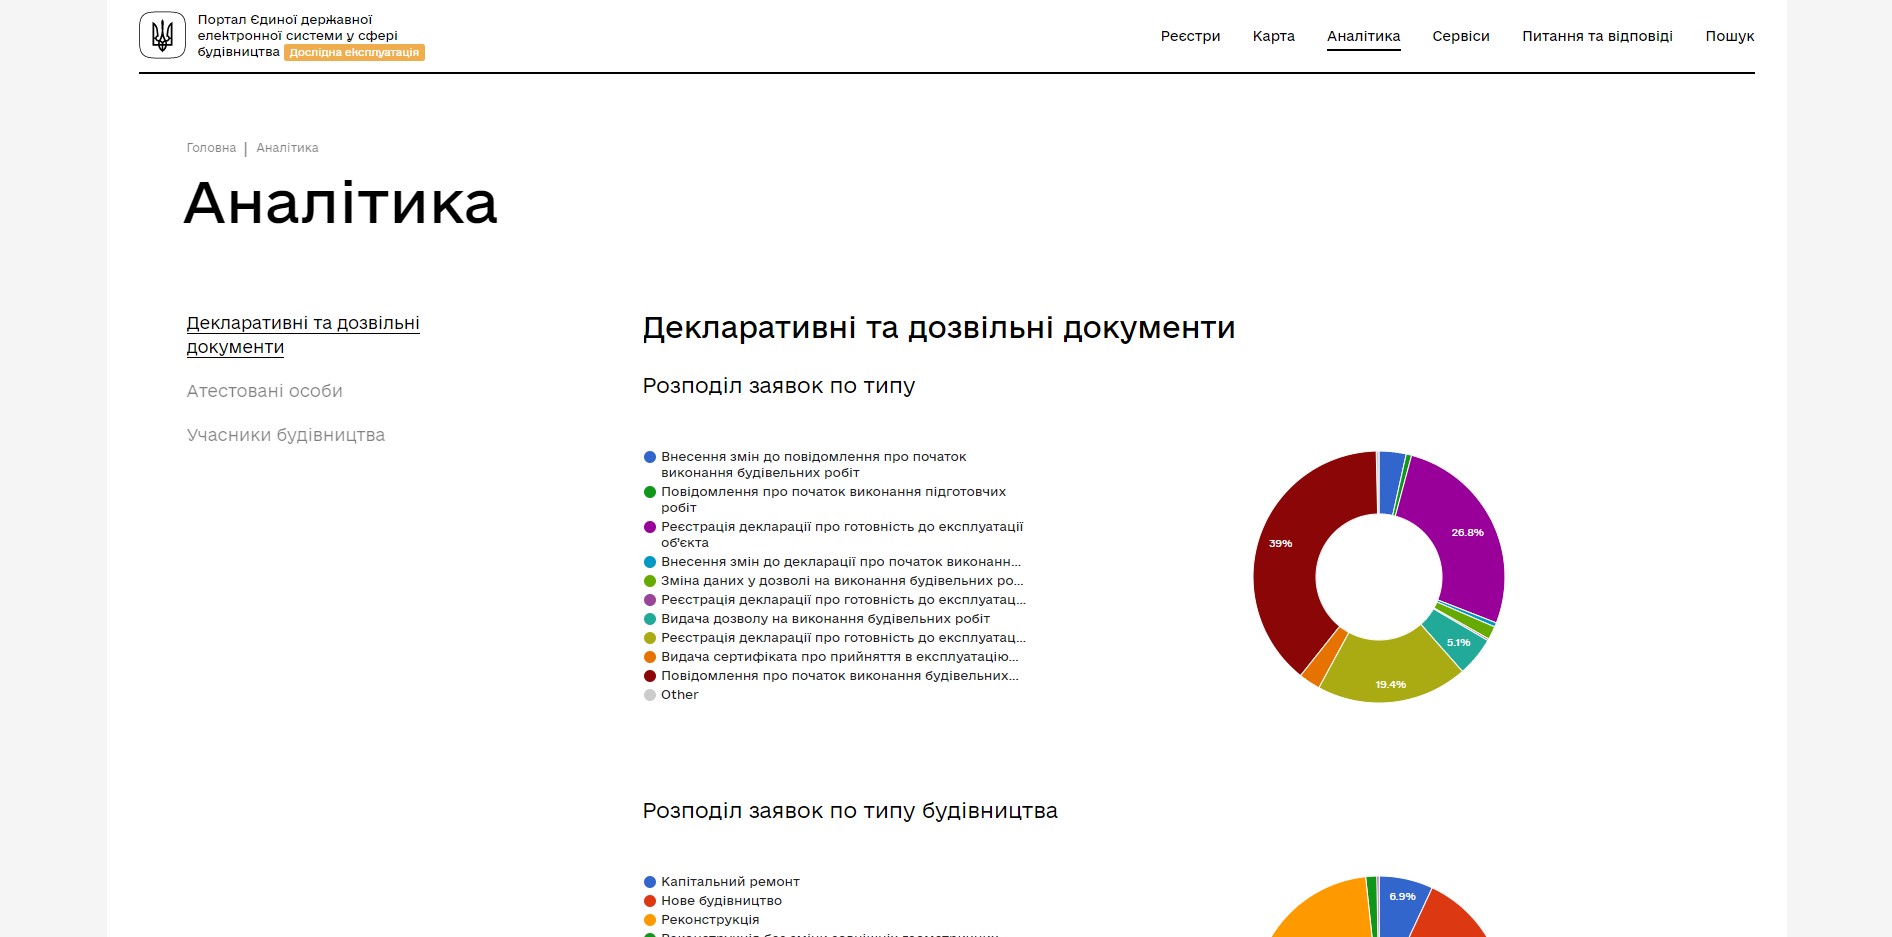 Портал Єдиної державної
електронної системи у сфері
будівництва Дослідна експлуатація
Реєстри Карта Аналітика Сервіси Питання та відповіді Пошук
Головна | Аналітика
Аналітика
Декларативні та дозвільні
документи
Атестовані особи
Учасники будівництва
Декларативні та дозвільні документи
Розподіл заявок по типу
Внесення змін до повідомлення про початок
виконання будівельних робіт
Повідомлення про початок виконання підготовчих
робіт
Реєстрація декларації про готовність до експлуатації
об'єкта
Внесення змін до декларації про початок виконанн...
Зміна даних у дозволі на виконання будівельних ро...
Реєстрація декларації про готовність до експлуатац...
Видача дозволу на виконання будівельних робіт
Реєстрація декларації про готовність до експлуатац...
Видача сертифіката про прийняття в експлуатацію...
Повідомлення про початок виконання будівельних...
Other
26.8%
39%
5.1%
19.4%
Розподіл заявок по типу будівництва
Капітальний ремонт
Нове будівництво
Реконструкція
6.9%